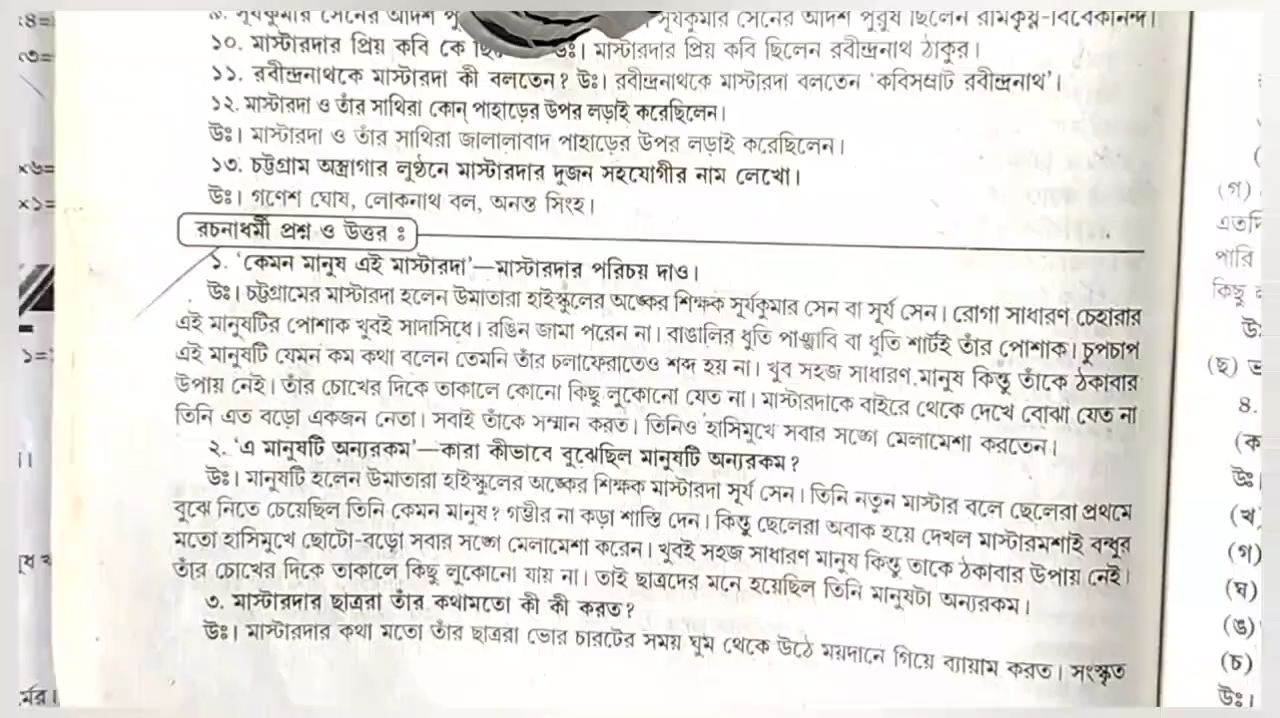 ৯. সূর্যকুমার সেনের আদর্শ পু সূর্যকুমার সেনের আদর্শ পুরুষ ছিলেন রামকৃষ্ণ-বিবেকানন্দ।
১০. মাস্টারদার প্রিয় কবি কে ছি উঃ। মাস্টারদার প্রিয় কবি ছিলেন রবীন্দ্রনাথ ঠাকুর।
১১. রবীন্দ্রনাথকে মাস্টারদা কী বলতেন? উঃ। রবীন্দ্রনাথকে মাস্টারদা বলতেন ‘কবিসম্রাট রবীন্দ্রনাথ’।
১২. মাস্টারদা ও তাঁর সাথিরা কোন্ পাহাড়ের উপর লড়াই করেছিলেন।
উঃ। মাস্টারদা ও তাঁর সাথিরা জালালাবাদ পাহাড়ের উপর লড়াই করেছিলেন।
১৩. চট্টগ্রাম অস্ত্রাগার লুণ্ঠনে মাস্টারদার দুজন সহযোগীর নাম লেখো।
উঃ। গণেশ ঘোষ, লোকনাথ বল, অনন্ত সিংহ।
রচনাধর্মী প্রশ্ন ও উত্তর ঃ
১. ‘কেমন মানুষ এই মাস্টারদা’—মাস্টারদার পরিচয় দাও।
উঃ। চট্টগ্রামের মাস্টারদা হলেন উমাতারা হাইস্কুলের অঙ্কের শিক্ষক সূর্যকুমার সেন বা সূর্য সেন। রোগা সাধারণ চেহারার
এই মানুষটির পোশাক খুবই সাদাসিধে। রঙিন জামা পরেন না। বাঙালির ধুতি পাঞ্জাবি বা ধুতি শার্টই তাঁর পোশাক। চুপচাপ
এই মানুষটি যেমন কম কথা বলেন তেমনি তাঁর চলাফেরাতেও শব্দ হয় না। খুব সহজ সাধারণ মানুষ কিন্তু তাঁকে ঠকাবার
উপায় নেই। তাঁর চোখের দিকে তাকালে কোনো কিছু লুকোনো যেত না। মাস্টারদাকে বাইরে থেকে দেখে বোঝা যেত না
তিনি এত বড়ো একজন নেতা। সবাই তাঁকে সম্মান করত। তিনিও হাসিমুখে সবার সঙ্গে মেলামেশা করতেন।
২. ‘এ মানুষটি অন্যরকম’—কারা কীভাবে বুঝেছিল মানুষটি অন্যরকম?
উঃ। মানুষটি হলেন উমাতারা হাইস্কুলের অঙ্কের শিক্ষক মাস্টারদা সূর্য সেন। তিনি নতুন মাস্টার বলে ছেলেরা প্রথমে
বুঝে নিতে চেয়েছিল তিনি কেমন মানুষ? গম্ভীর না কড়া শাস্তি দেন। কিন্তু ছেলেরা অবাক হয়ে দেখল মাস্টারমশাই বন্ধুর
মতো হাসিমুখে ছোটো-বড়ো সবার সঙ্গে মেলামেশা করেন। খুবই সহজ সাধারণ মানুষ কিন্তু তাকে ঠকাবার উপায় নেই।
তাঁর চোখের দিকে তাকালে কিছু লুকোনো যায় না। তাই ছাত্রদের মনে হয়েছিল তিনি মানুষটা অন্যরকম।
৩. মাস্টারদার ছাত্ররা তাঁর কথামতো কী কী করত?
উঃ। মাস্টারদার কথা মতো তাঁর ছাত্ররা ভোর চারটের সময় ঘুম থেকে উঠে ময়দানে গিয়ে ব্যায়াম করত। সংস্কৃত
(গ)
পারি
কিছু
উ
(ছ)
৪.
(ক
উঃ
(খ)
(গ)
(ঘ)
(ঙ)
(চ)
উঃ।